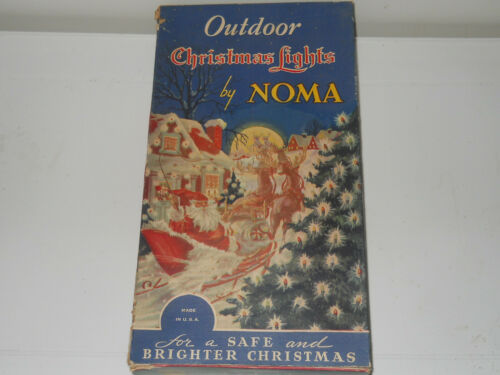 Outdoor
Christmas Lights
by NOMA
MADE
IN U.S.A.
for a SAFE and
BRIGHTER CHRISTMAS